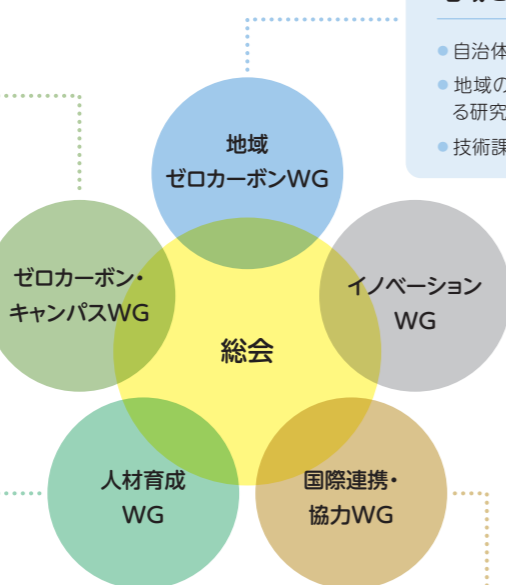 自治体
地域の
る研究
技術課
地域
ゼロカーボンWG
ゼロカーボン・
キャンパスWG
イノベーション
WG
総会
人材育成
WG
国際連携・
協力WG